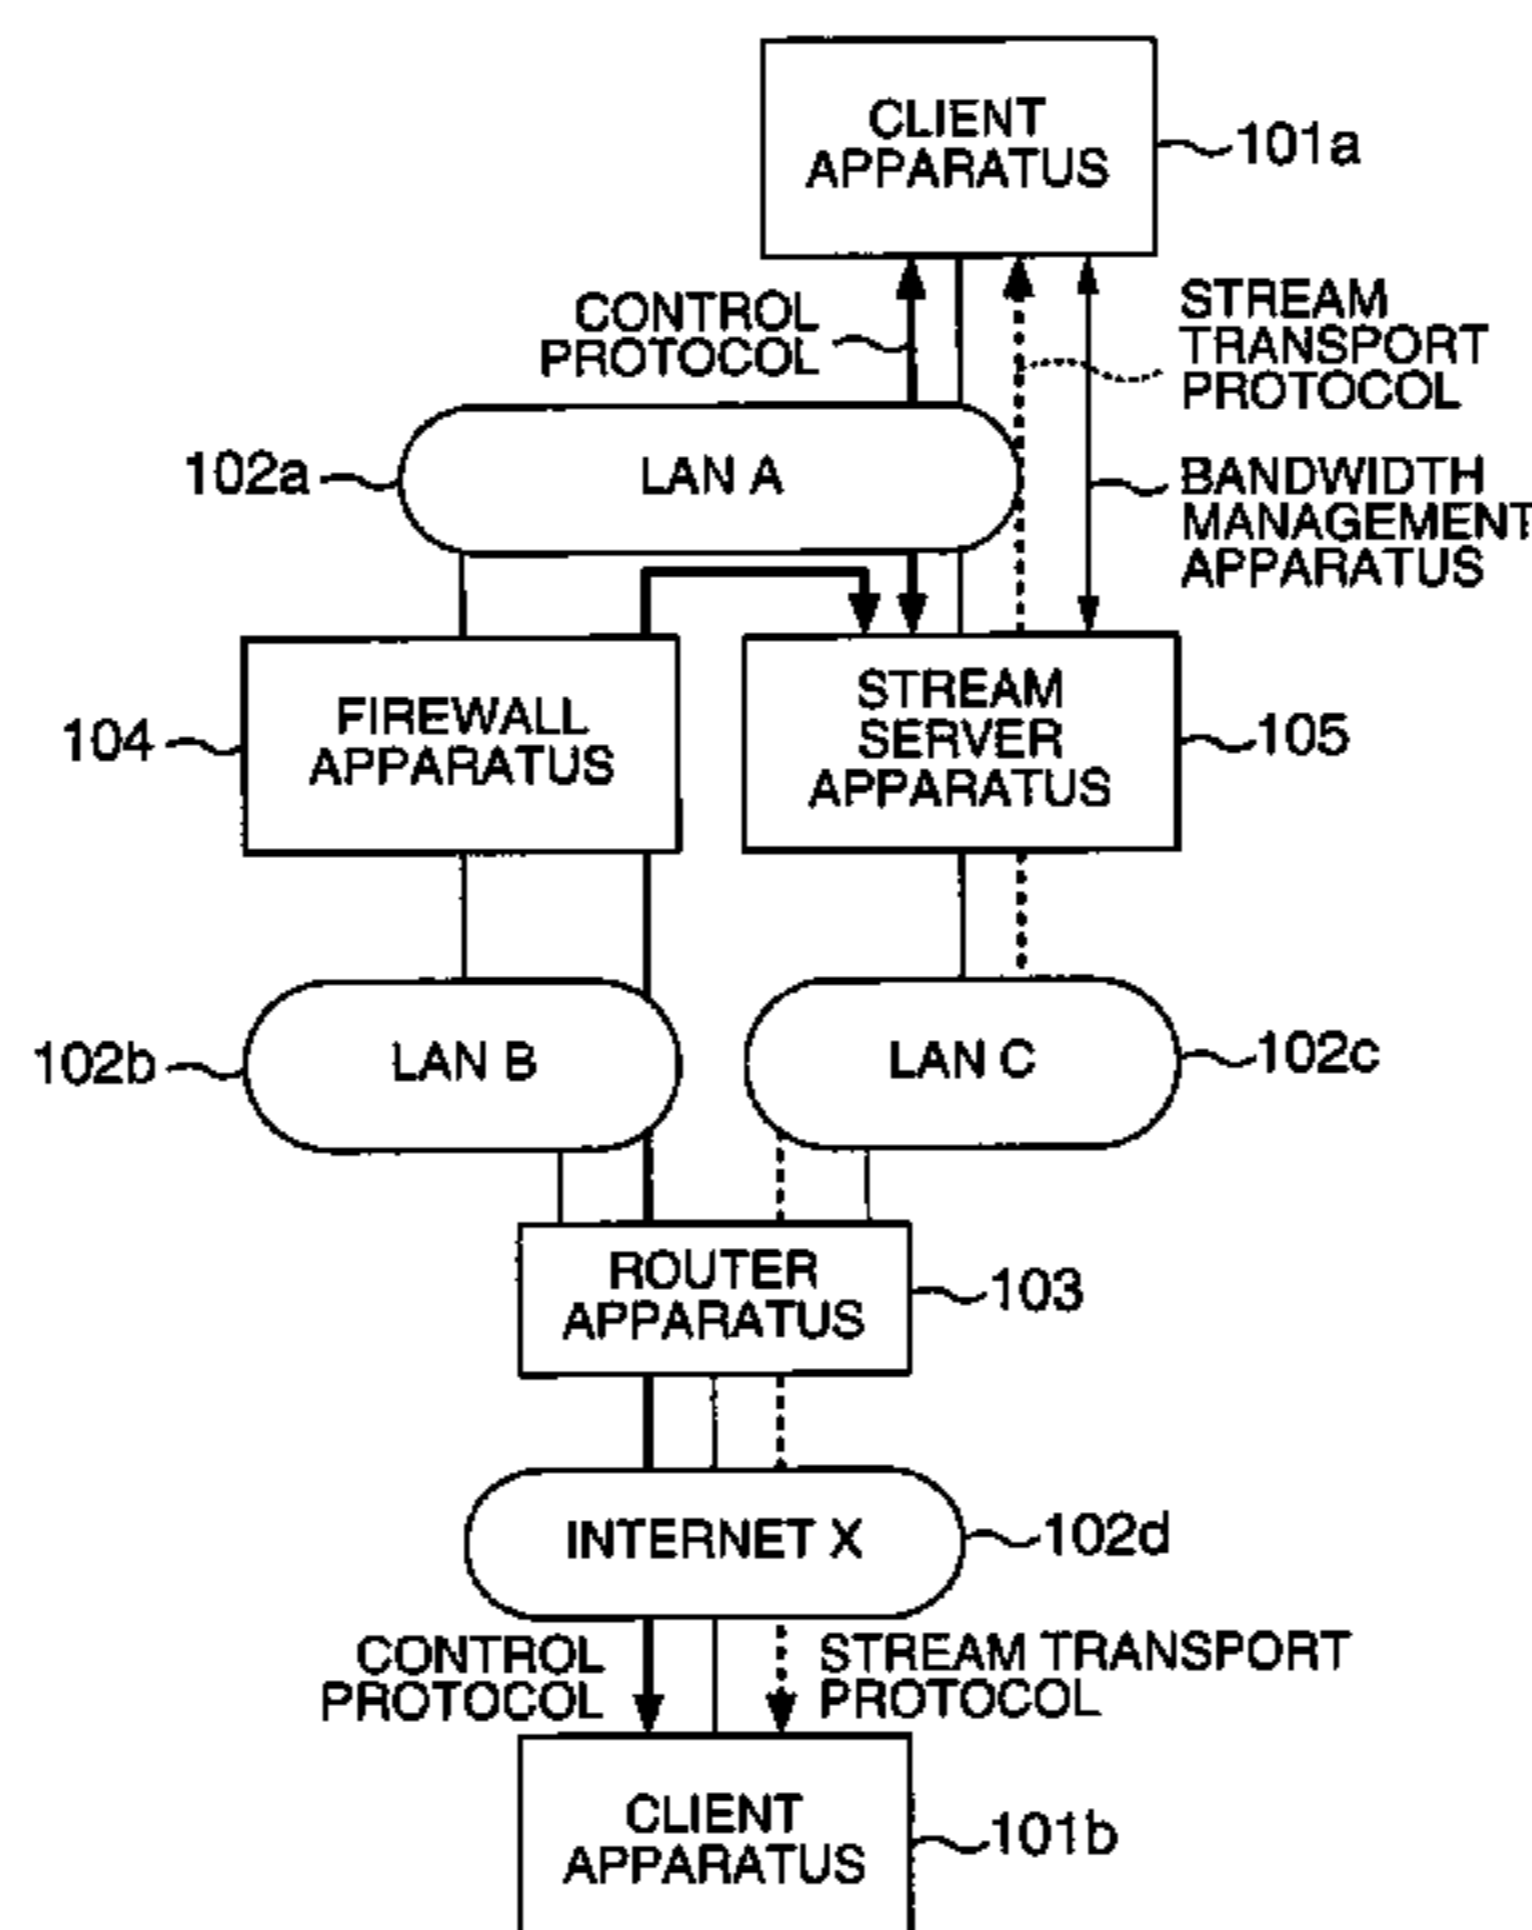 CLIENT
APPARATUS
101a
CONTROL
PROTOCOL
STREAM
TRANSPORT
PROTOCOL
102a
LAN A
BANDWIDTH
MANAGEMENT
APPARATUS
104
FIREWALL
APPARATUS
STREAM
SERVER
APPARATUS
105
102b
LAN B
LAN C
102c
ROUTER
APPARATUS
103
INTERNET X
102d
CONTROL
PROTOCOL
STREAM TRANSPORT
PROTOCOL
CLIENT
APPARATUS
101b